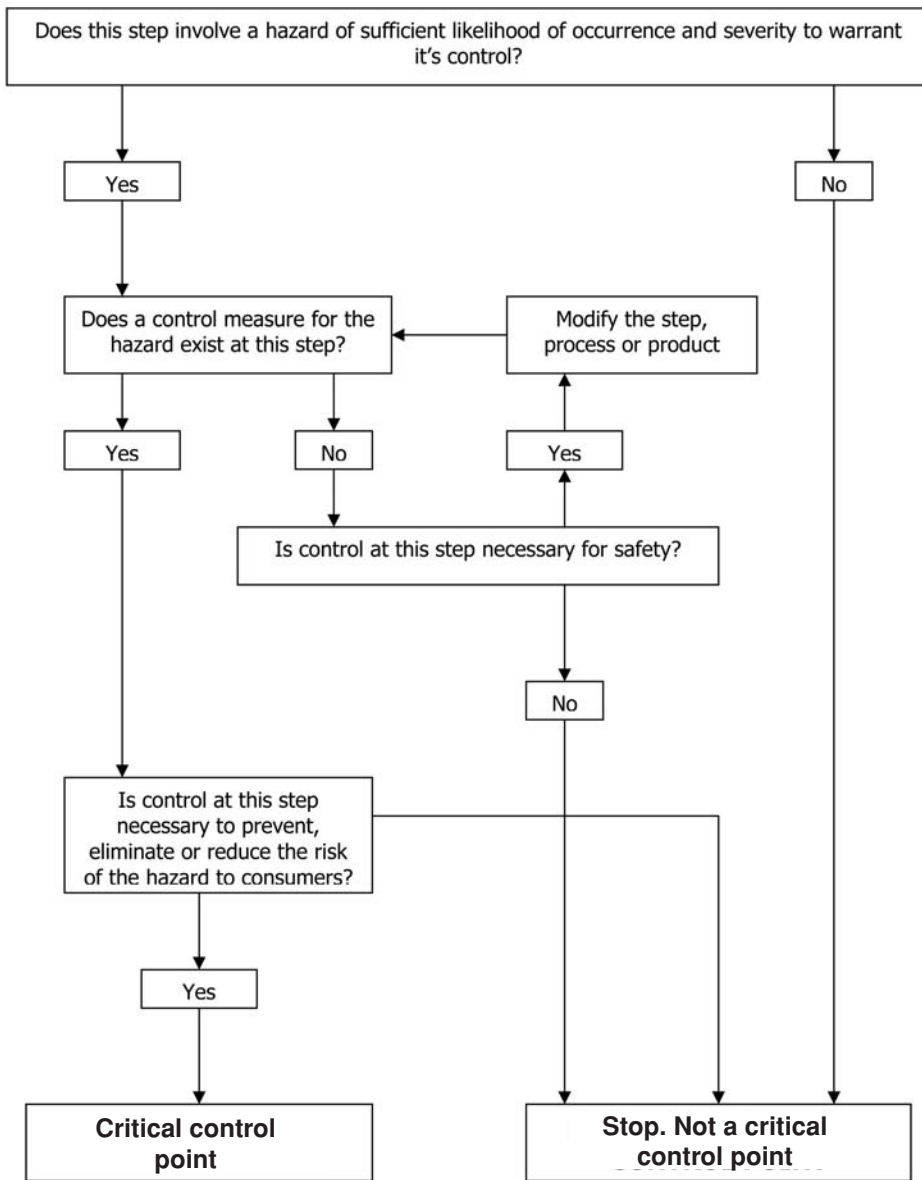 Does this step involve a hazard of sufficient likelihood of occurrence and severity to warrant
it's control?
Yes
No
Does a control measure for the
hazard exist at this step?
Modify the step,
process or product
Yes
No
Yes
Is control at this step necessary for safety?
No
Is control at this step
necessary to prevent,
eliminate or reduce the risk
of the hazard to consumers?
Yes
Critical control
point
Stop. Not a critical
control point